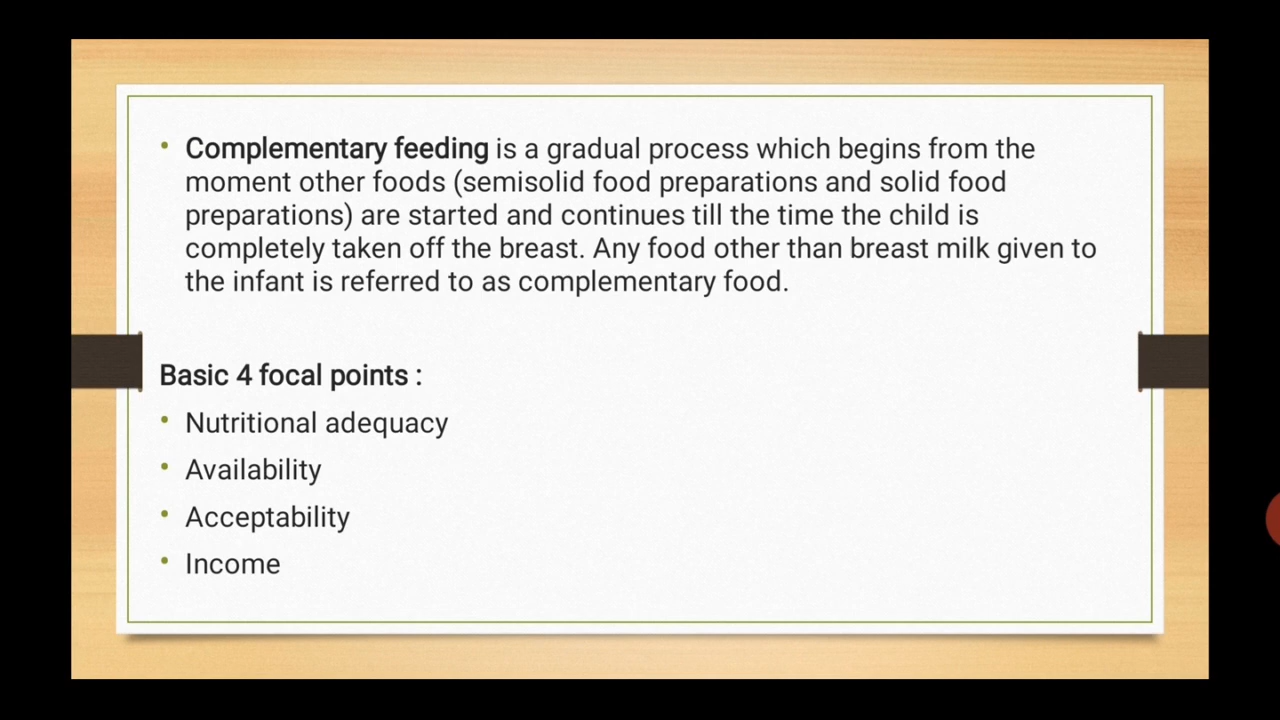 • Complementary feeding is a gradual process which begins from the
moment other foods (semisolid food preparations and solid food
preparations) are started and continues till the time the child is
completely taken off the breast. Any food other than breast milk given to
the infant is referred to as complementary food.
Basic 4 focal points :
• Nutritional adequacy
• Availability
• Acceptability
• Income